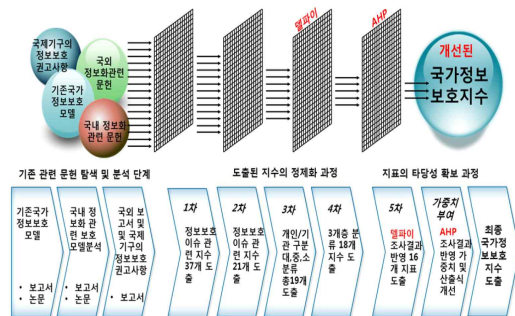 델파이
AHP
국제기구의
정보보호
권고사항
국외
정보화관련
문헌
기존국가
정보보호
모델
국내 정보화
관련 문헌
개선된
국가정보
보호지수
기존 관련 문헌 탐색 및 분석 단계
도출된 지수의 정제화 과정
지표의 타당성 확보 과정
기존국가
정보보호
모델
• 보고서
• 논문
국내 정
보화 관
련 보호
모델분석
• 보고서
• 논문
국외 보
고서 및
및 국제
기구의
정보보호
권고사항
• 보고서
1차
정보보호
이슈 관
련 지수
37개 도
출
2차
정보보호
이슈 관
련 지수
21개 도
출
3차
개인/기
관 구분
대,중,소
분류
총19개
도출
4차
3개층 분
류 18개
지수 도
출
5차
델파이
조사결과
반영 16
개 지표
도출
가중치
부여
AHP
조사결과
반영 가
중치 및
산출식
개선
최종
국가정
보보호
지수
도출